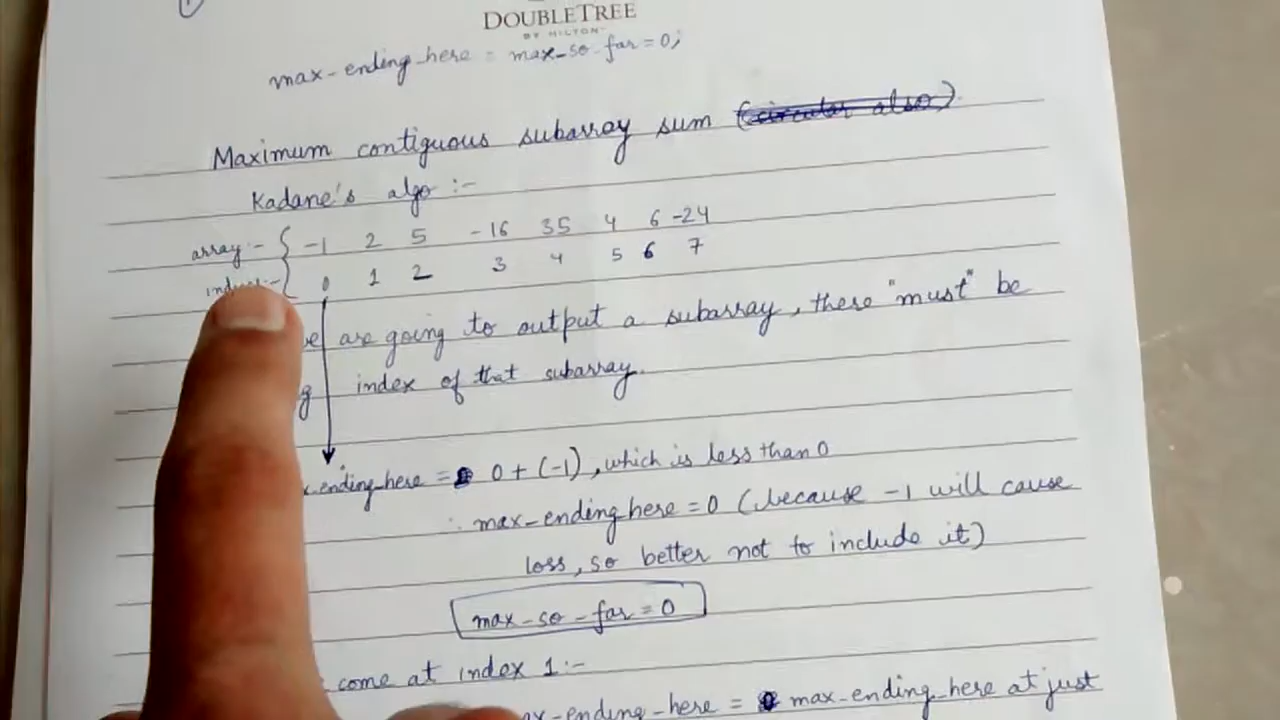 DOUBLETREE
BY HILTON
max-ending-here = max-so-far=0;
Maximum contiguous subarray sum (circular also)
Kadane's algo :-
array:- { -1 2 5 -16 35 4 6 -24
0 1 2 3 4 5 6 7
are going to output a subarray, there "must" be
index of that subarray.
ending-here = 0 + (-1), which is less than 0
∴ max-ending-here = 0 (because -1 will cause
loss, so better not to include it)
max-so-far = 0
come at index 1:-
ax-ending-here = max-ending-here at just